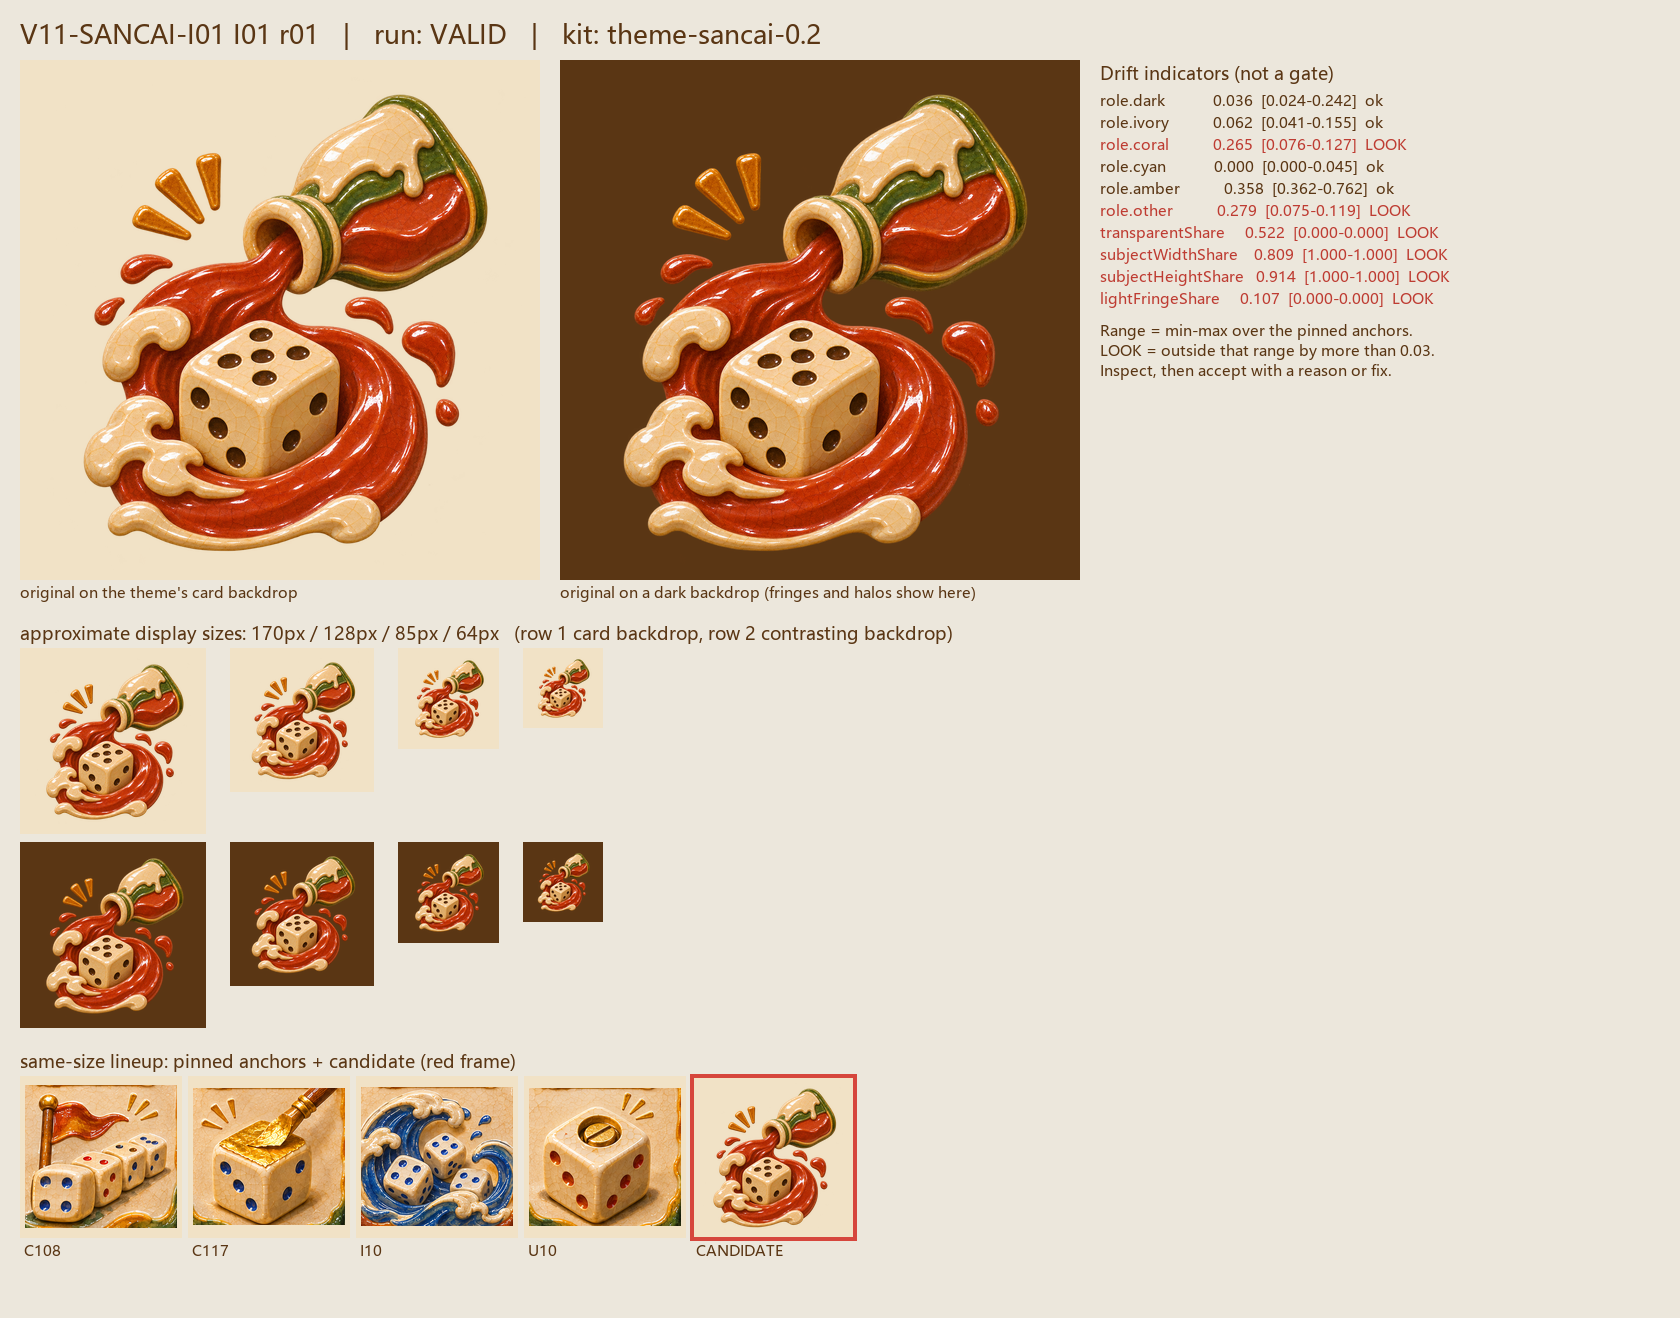 V11-SANCAI-I01 I01 r01 | run: VALID | kit: theme-sancai-0.2
Drift indicators (not a gate)
role.dark 0.036 [0.024-0.242] ok
role.ivory 0.062 [0.041-0.155] ok
role.coral 0.265 [0.076-0.127] LOOK
role.cyan 0.000 [0.000-0.045] ok
role.amber 0.358 [0.362-0.762] ok
role.other 0.279 [0.075-0.119] LOOK
transparentShare 0.522 [0.000-0.000] LOOK
subjectWidthShare 0.809 [1.000-1.000] LOOK
subjectHeightShare 0.914 [1.000-1.000] LOOK
lightFringeShare 0.107 [0.000-0.000] LOOK
Range = min-max over the pinned anchors.
LOOK = outside that range by more than 0.03.
Inspect, then accept with a reason or fix.
original on the theme's card backdrop
original on a dark backdrop (fringes and halos show here)
approximate display sizes: 170px / 128px / 85px / 64px (row 1 card backdrop, row 2 contrasting backdrop)
same-size lineup: pinned anchors + candidate (red frame)
C108
C117
I10
U10
CANDIDATE